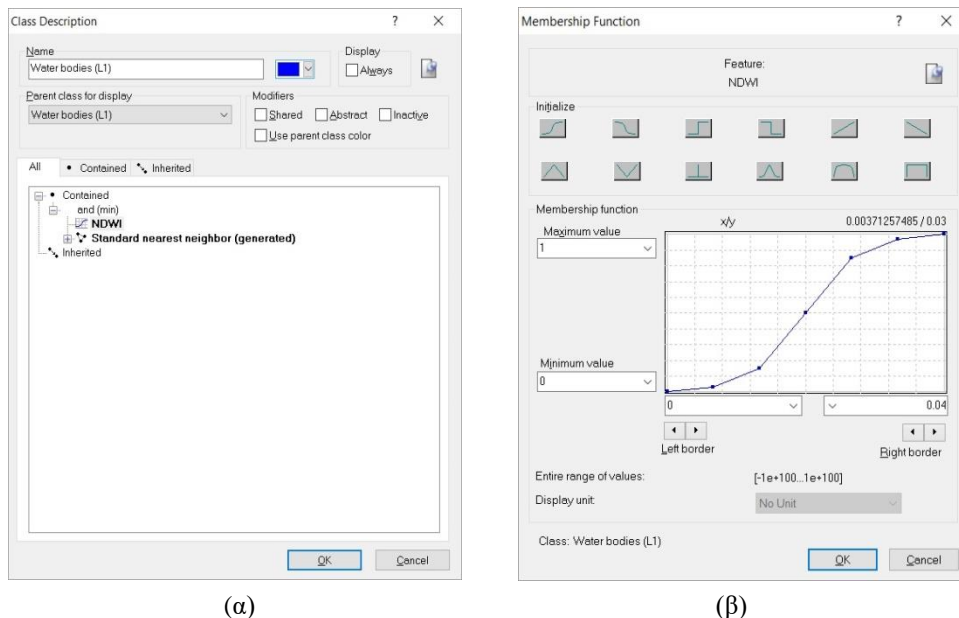 Class Description ? ×
Name
Water bodies (L1)
Display
Always
Parent class for display
Water bodies (L1)
Modifiers
Shared Abstract Inactive
Use parent class color
All • Contained Inherited
• Contained
and (min)
NDWI
Standard nearest neighbor (generated)
Inherited
OK Cancel
(α)
Membership Function ? ×
Feature:
NDWI
Initialize
Membership function
x/y 0.00371257485 / 0.03
Maximum value
1
Minimum value
0
0 0.04
Left border Right border
Entire range of values: [-1e+100...1e+100]
Display unit: No Unit
Class: Water bodies (L1)
OK Cancel
(β)